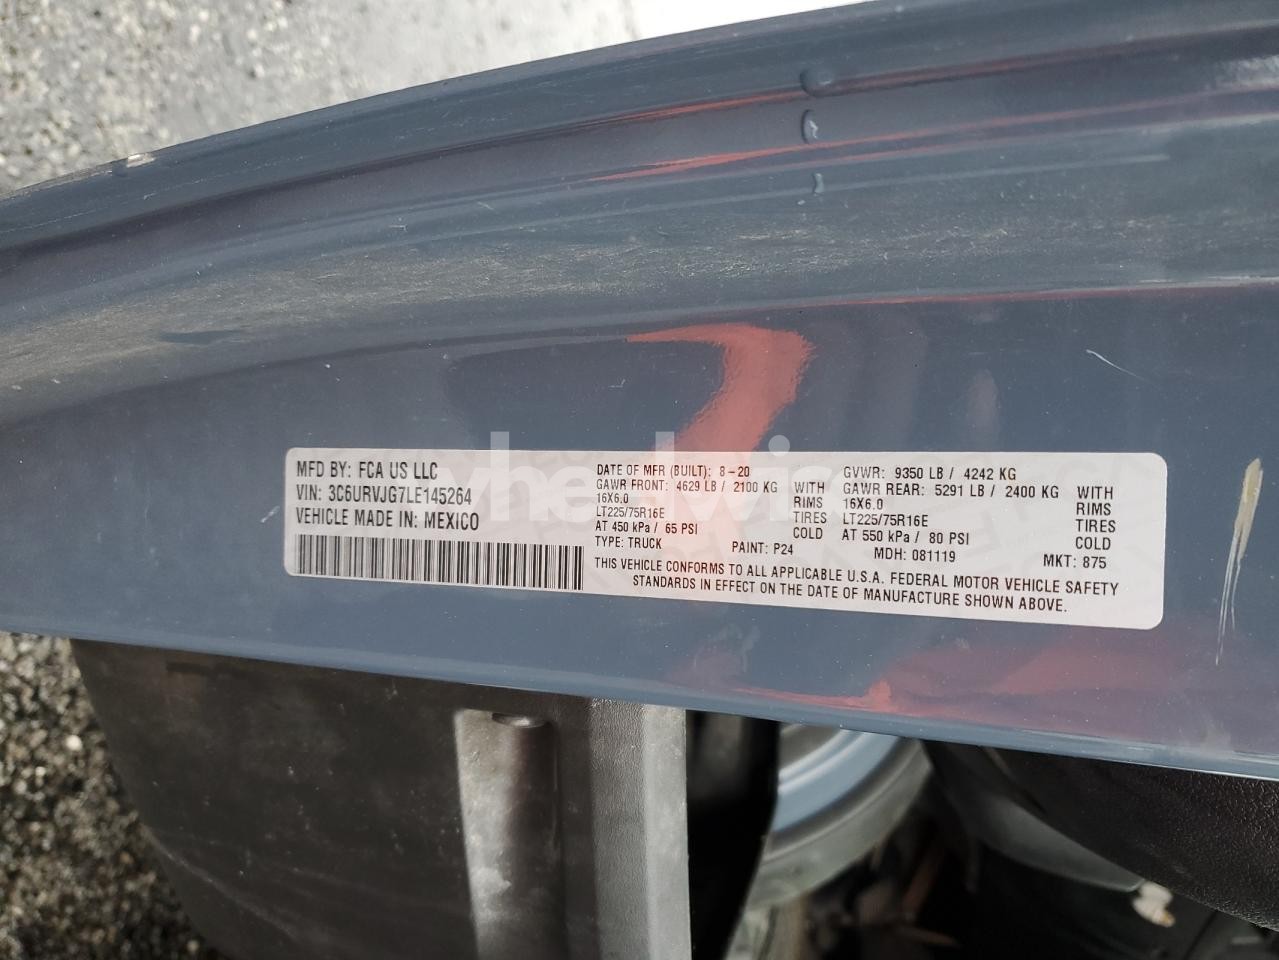 MFD BY: FCA US LLC
VIN: 3C6URVJG7LE145264
VEHICLE MADE IN: MEXICO
DATE OF MFR (BUILT): 8-20
GAWR FRONT: 4629 LB / 2100 KG WITH
16X6.0 RIMS
LT225/75R16E TIRES
AT 450 kPa / 65 PSI COLD
TYPE: TRUCK PAINT: P24
GVWR: 9350 LB / 4242 KG
GAWR REAR: 5291 LB / 2400 KG WITH
16X6.0 RIMS
LT225/75R16E TIRES
AT 550 kPa / 80 PSI COLD
MDH: 081119 MKT: 875
THIS VEHICLE CONFORMS TO ALL APPLICABLE U.S.A. FEDERAL MOTOR VEHICLE SAFETY
STANDARDS IN EFFECT ON THE DATE OF MANUFACTURE SHOWN ABOVE.